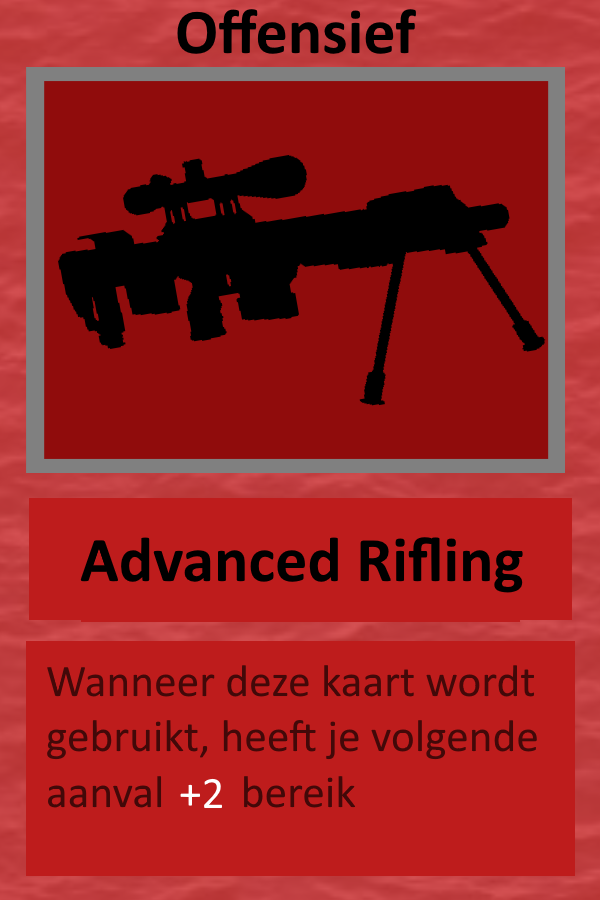 Offensief
Advanced Rifling
Wanneer deze kaart wordt
gebruikt, heeft je volgende
aanval +2 bereik